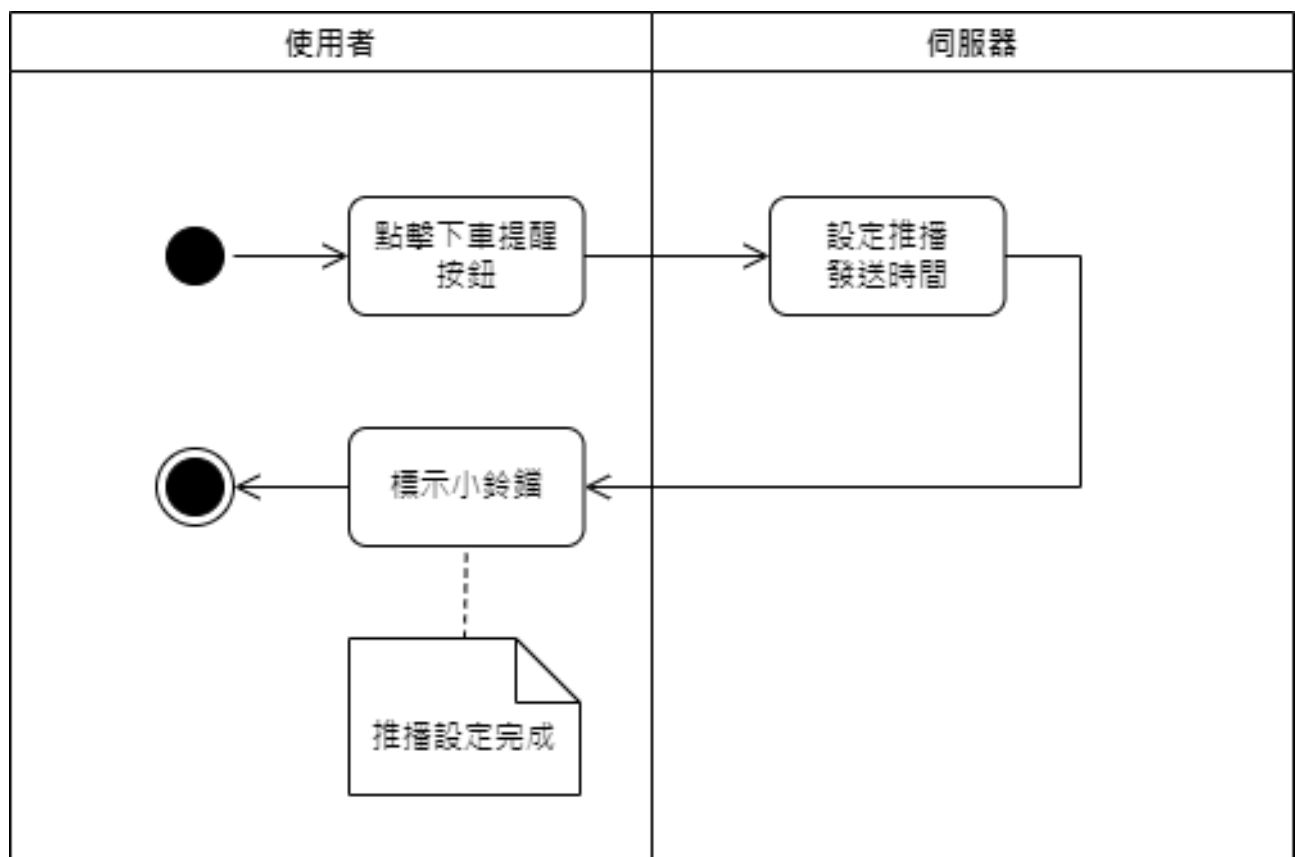 使用者
伺服器
點擊下車提醒
按鈕
設定推播
發送時間
標示小鈴鐺
推播設定完成